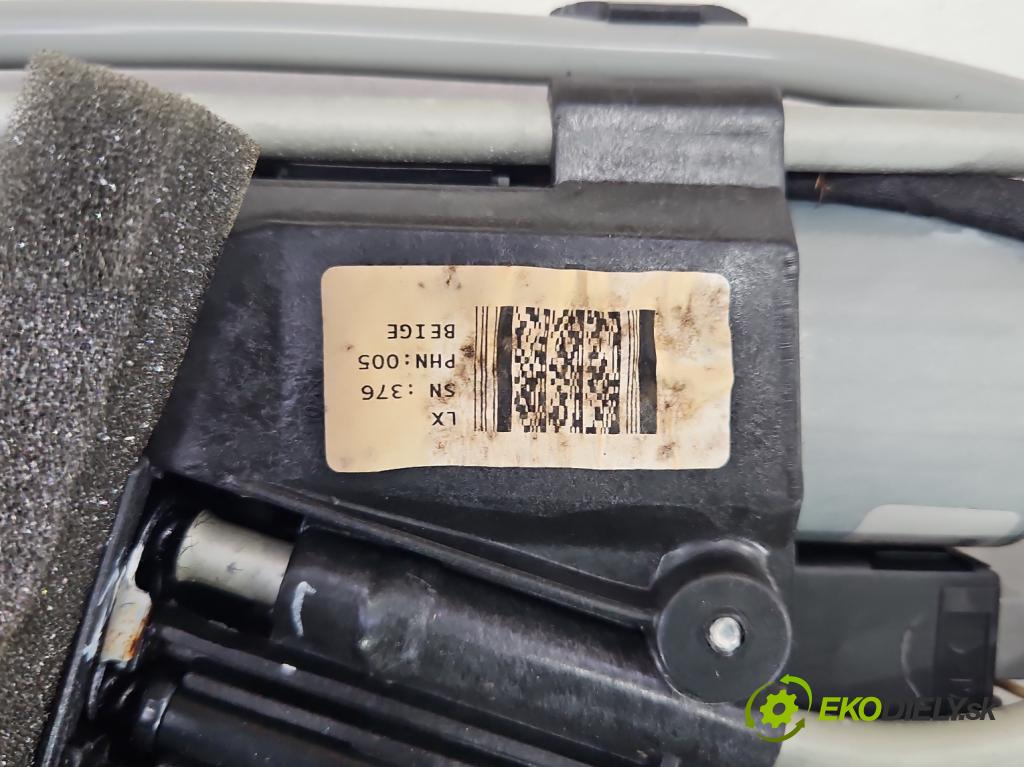 LX
SN :376
PHN:005
BEIGE
EKODIELY.sk